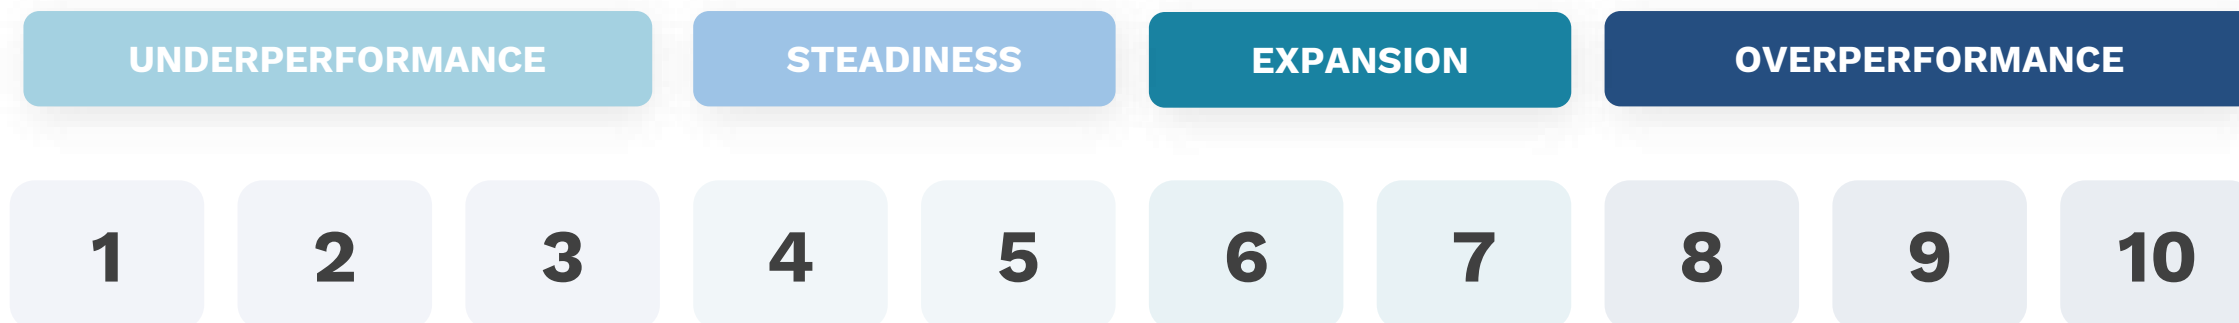 UNDERPERFORMANCE STEADINESS EXPANSION OVERPERFORMANCE
1 2 3 4 5 6 7 8 9 10